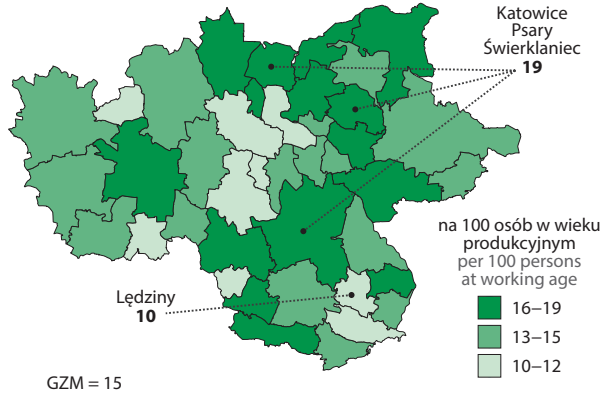 Katowice
Psary
Świerklaniec
19
na 100 osób w wieku
produkcyjnym
per 100 persons
at working age
16–19
13–15
10–12
Lędziny
10
GZM = 15